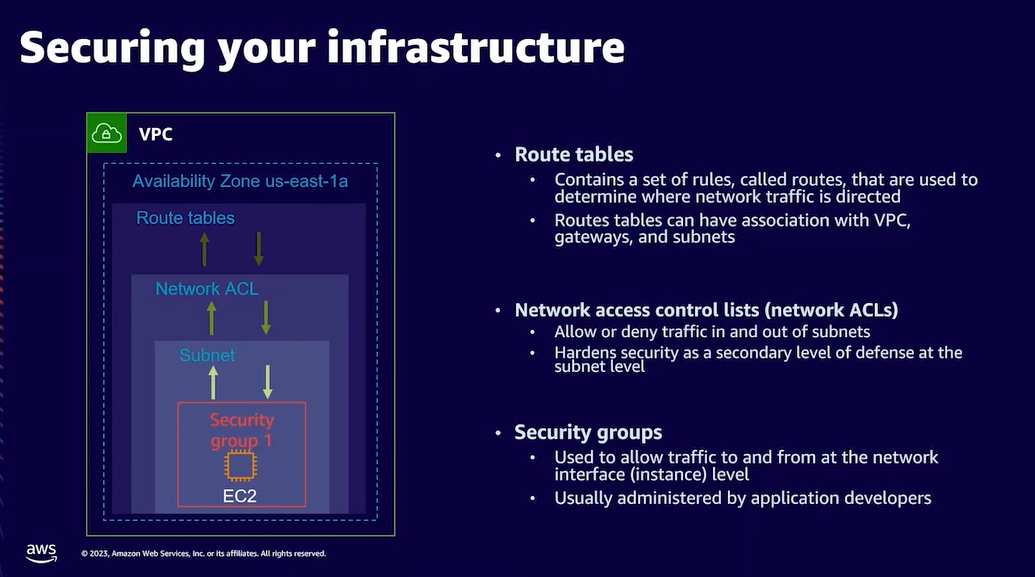 Securing your infrastructure
VPC
Availability Zone us-east-1a
Route tables
Network ACL
Subnet
Security
group 1
EC2
• Route tables
• Contains a set of rules, called routes, that are used to
determine where network traffic is directed
• Routes tables can have association with VPC,
gateways, and subnets
• Network access control lists (network ACLs)
• Allow or deny traffic in and out of subnets
• Hardens security as a secondary level of defense at the
subnet level
• Security groups
• Used to allow traffic to and from at the network
interface (instance) level
• Usually administered by application developers
aws
© 2023, Amazon Web Services, Inc. or its affiliates. All rights reserved.